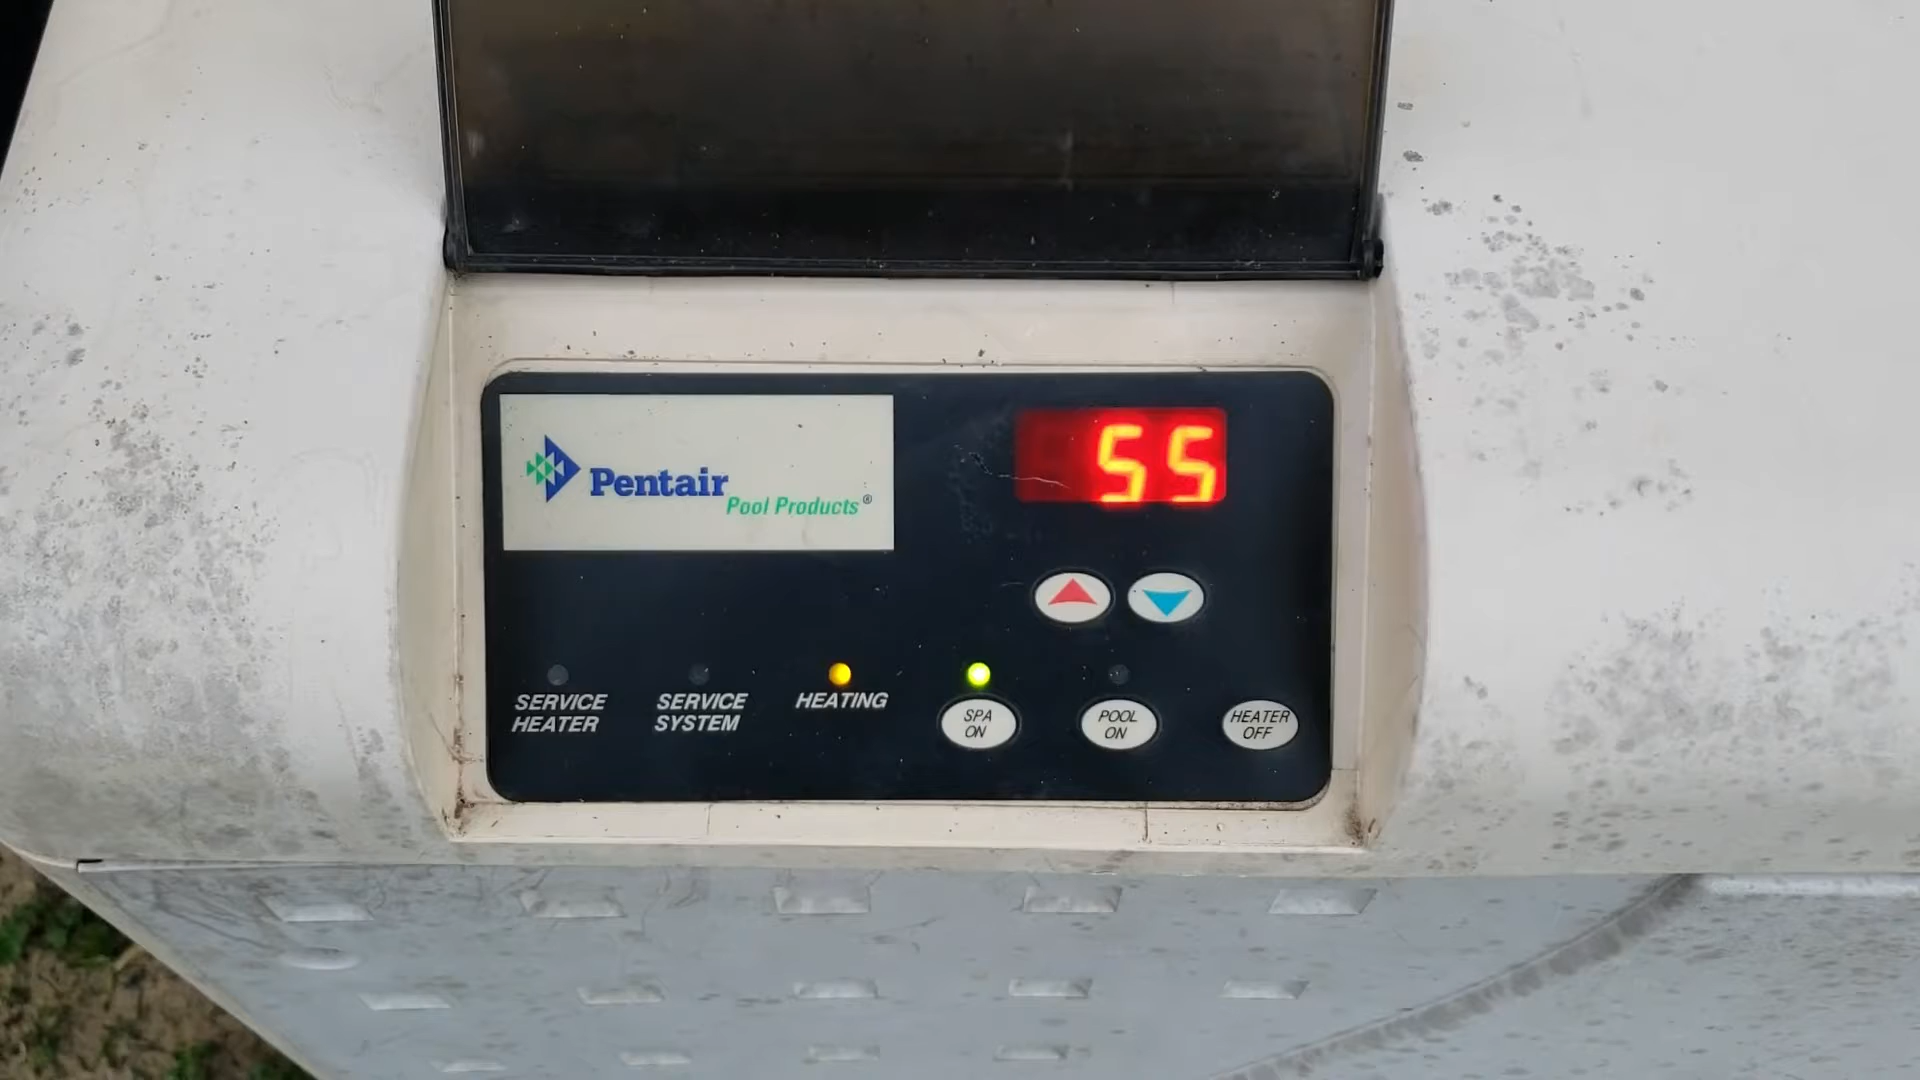 55
Pentair
Pool Products®
SERVICE
HEATER
SERVICE
SYSTEM
HEATING
SPA
ON
POOL
ON
HEATER
OFF